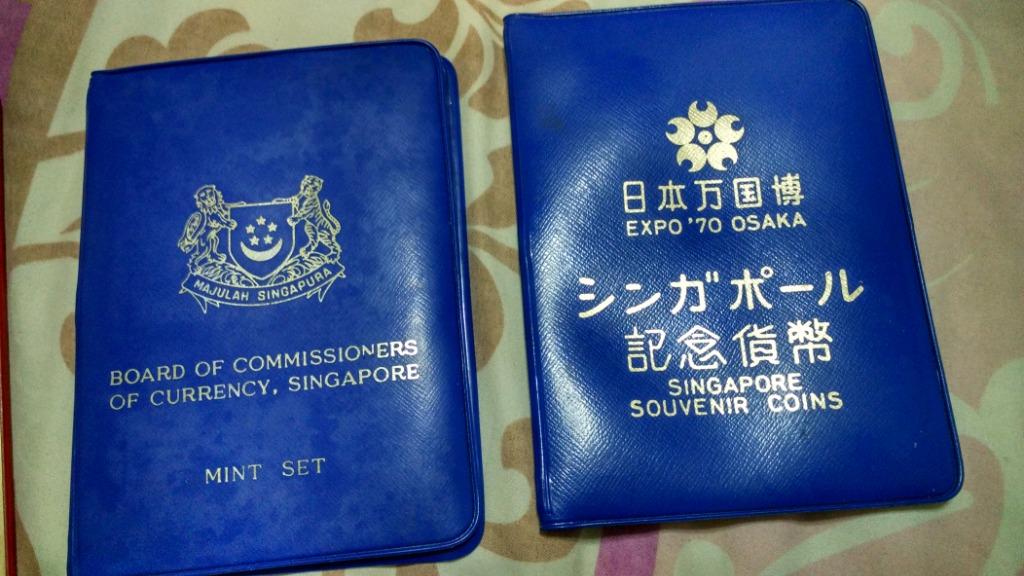 MAJULAH SINGAPURA
BOARD OF COMMISSIONERS
OF CURRENCY, SINGAPORE
MINT SET
日本万国博
EXPO '70 OSAKA
シンガポール
記念貨幣
SINGAPORE
SOUVENIR COINS